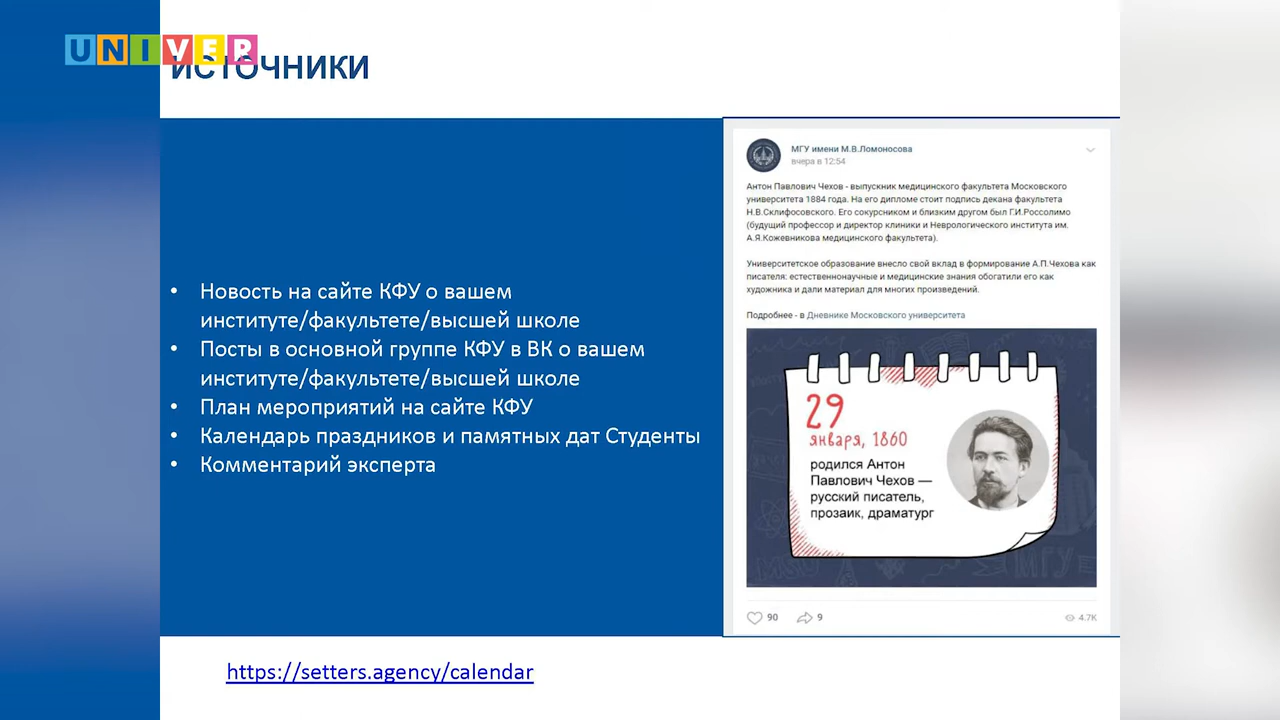 UNIVER
ИСТОЧНИКИ
• Новость на сайте КФУ о вашем
институте/факультете/высшей школе
• Посты в основной группе КФУ в ВК о вашем
институте/факультете/высшей школе
• План мероприятий на сайте КФУ
• Календарь праздников и памятных дат Студенты
• Комментарий эксперта
МГУ имени М.В.Ломоносова
вчера в 12:54
Антон Павлович Чехов - выпускник медицинского факультета Московского
университета 1884 года. На его дипломе стоит подпись декана факультета
Н.В.Склифосовского. Его сокурсником и близким другом был Г.И.Россолимо
(будущий профессор и директор клиники и Неврологического института им.
А.Я.Кожевникова медицинского факультета).
Университетское образование внесло свой вклад в формирование А.П.Чехова как
писателя: естественнонаучные и медицинские знания обогатили его как
художника и дали материал для многих произведений.
Подробнее - в Дневнике Московского университета
29
января, 1860
родился Антон
Павлович Чехов —
русский писатель,
прозаик, драматург
МГУ
90 9 4.7K
https://setters.agency/calendar